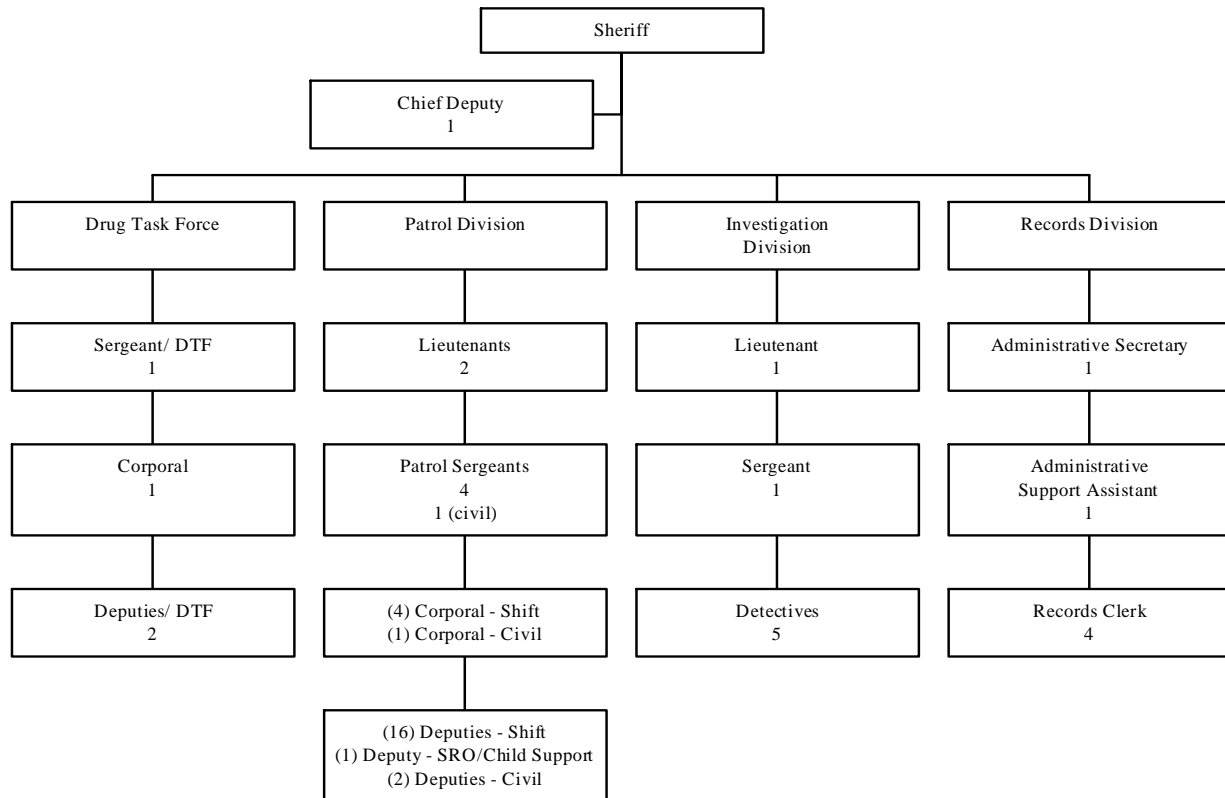 Sheriff
Chief Deputy
1
Drug Task Force
Patrol Division
Investigation
Division
Records Division
Sergeant/ DTF
1
Lieutenants
2
Lieutenant
1
Administrative Secretary
1
Corporal
1
Patrol Sergeants
4
1 (civil)
Sergeant
1
Administrative
Support Assistant
1
Deputies/ DTF
2
(4) Corporal - Shift
(1) Corporal - Civil
Detectives
5
Records Clerk
4
(16) Deputies - Shift
(1) Deputy - SRO/Child Support
(2) Deputies - Civil